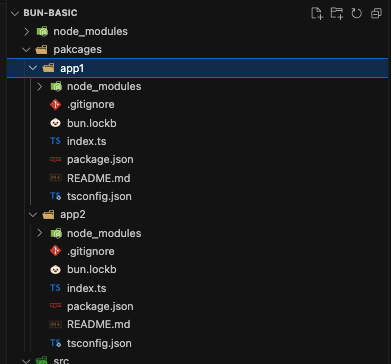 BUN-BASIC
node_modules
pakcages
app1
node_modules
.gitignore
bun.lockb
TS index.ts
package.json
README.md
TS tsconfig.json
app2
node_modules
.gitignore
bun.lockb
TS index.ts
package.json
README.md
TS tsconfig.json
src